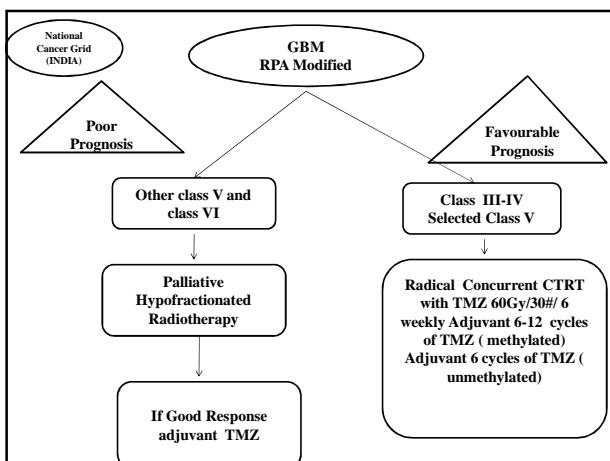 National
Cancer Grid
(INDIA)
GBM
RPA Modified
Poor
Prognosis
Favourable
Prognosis
Other class V and
class VI
Class III-IV
Selected Class V
Palliative
Hypofractionated
Radiotherapy
Radical Concurrent CTRT
with TMZ 60Gy/30#/ 6
weekly Adjuvant 6-12 cycles
of TMZ ( methylated)
Adjuvant 6 cycles of TMZ (
unmethylated)
If Good Response
adjuvant TMZ